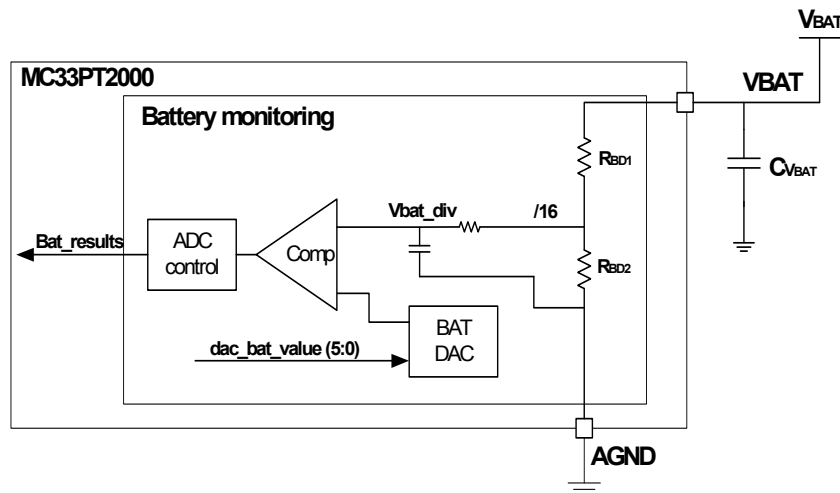 VBAT
MC33PT2000
VBAT
Battery monitoring
RBD1
CVBAT
Vbat_div
/16
Bat_results
ADC
control
Comp
RBD2
BAT
DAC
dac_bat_value (5:0)
AGND